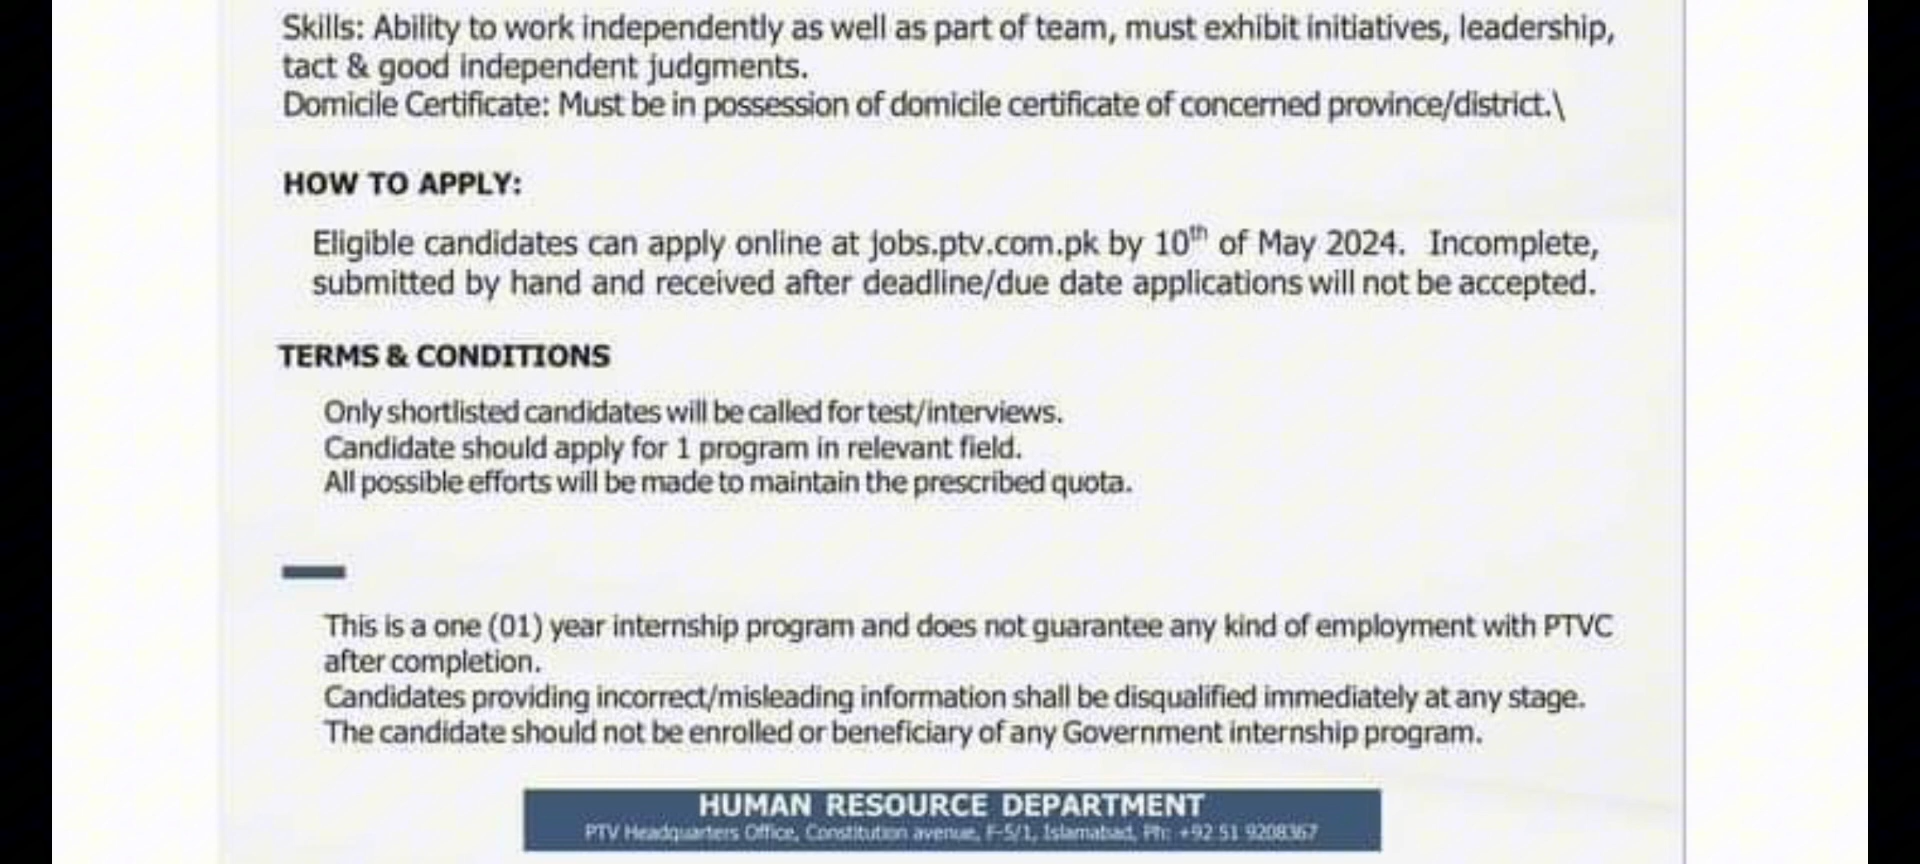 Skills: Ability to work independently as well as part of team, must exhibit initiatives, leadership,
tact & good independent judgments.
Domicile Certificate: Must be in possession of domicile certificate of concerned province/district.\
HOW TO APPLY:
Eligible candidates can apply online at jobs.ptv.com.pk by 10th of May 2024. Incomplete,
submitted by hand and received after deadline/due date applications will not be accepted.
TERMS & CONDITIONS
Only shortlisted candidates will be called for test/interviews.
Candidate should apply for 1 program in relevant field.
All possible efforts will be made to maintain the prescribed quota.
This is a one (01) year internship program and does not guarantee any kind of employment with PTVC
after completion.
Candidates providing incorrect/misleading information shall be disqualified immediately at any stage.
The candidate should not be enrolled or beneficiary of any Government internship program.
HUMAN RESOURCE DEPARTMENT
PTV Headquarters Office, Constitution avenue, F-5/1, Islamabad, Ph: +92 51 9208367